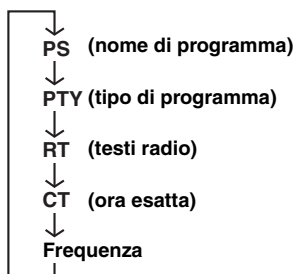 PS (nome di programma)
PTY (tipo di programma)
RT (testi radio)
CT (ora esatta)
Frequenza